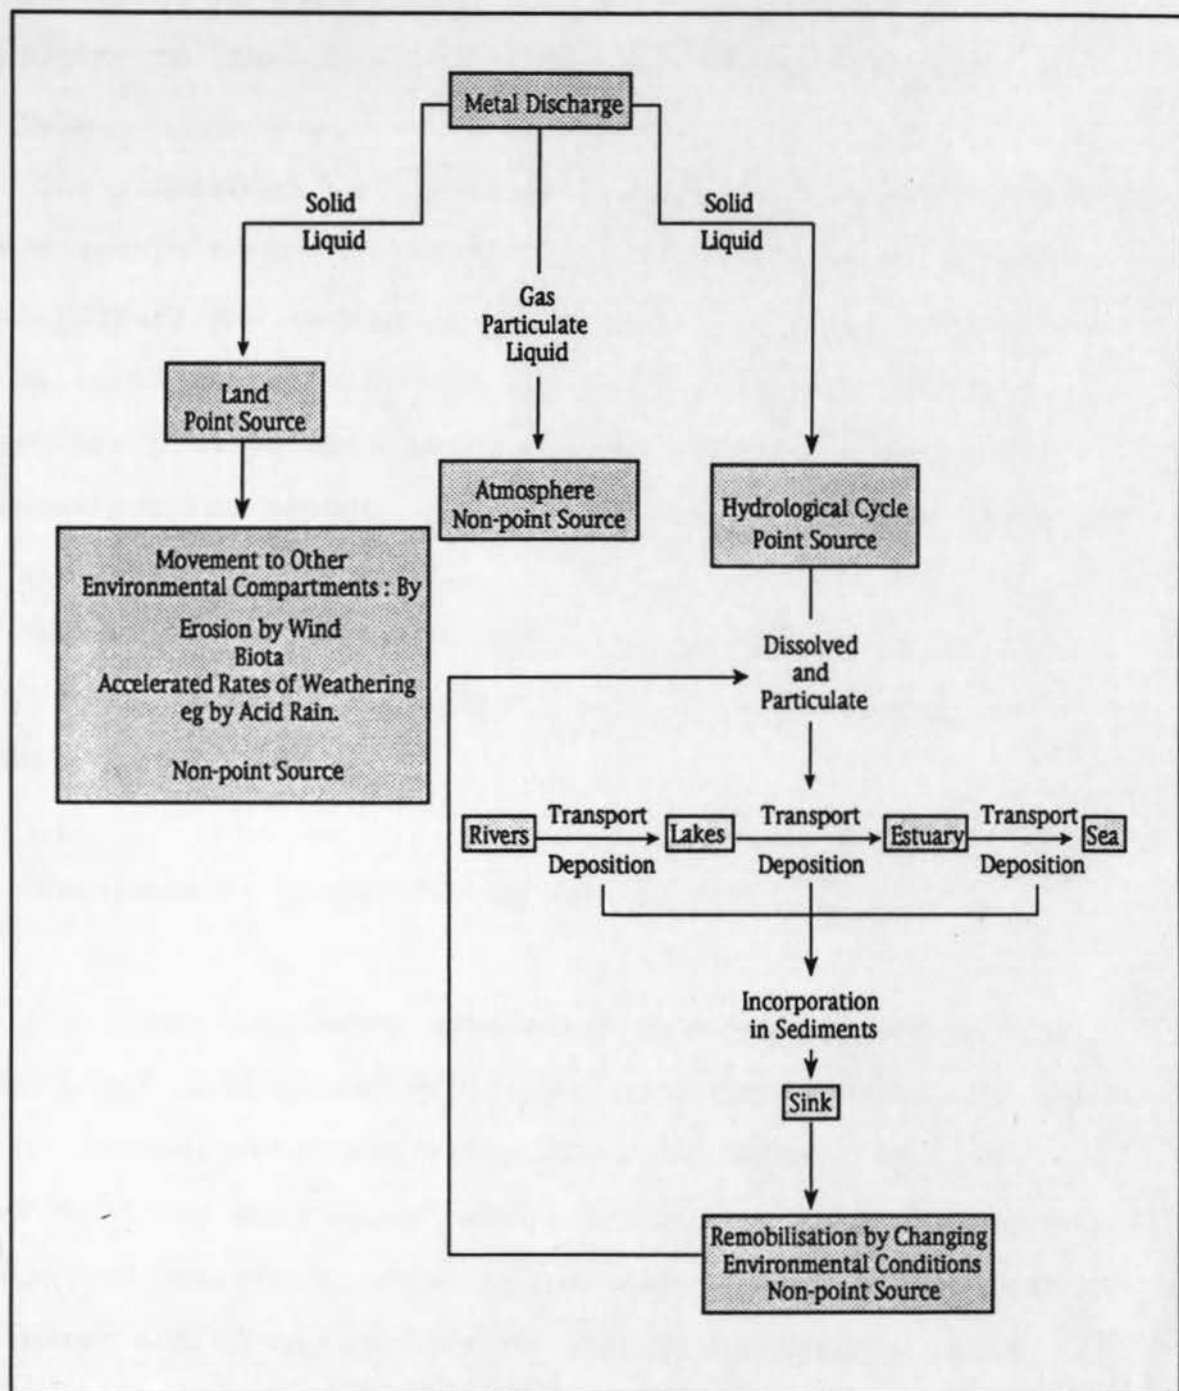 Metal Discharge
Solid
Liquid
Gas
Particulate
Liquid
Solid
Liquid
Land
Point Source
Atmosphere
Non-point Source
Hydrological Cycle
Point Source
Movement to Other
Environmental Compartments : By
Erosion by Wind
Biota
Accelerated Rates of Weathering
eg by Acid Rain.
Non-point Source
Dissolved
and
Particulate
Rivers
Transport
Deposition
Lakes
Transport
Deposition
Estuary
Transport
Deposition
Sea
Incorporation
in Sediments
Sink
Remobilisation by Changing
Environmental Conditions
Non-point Source